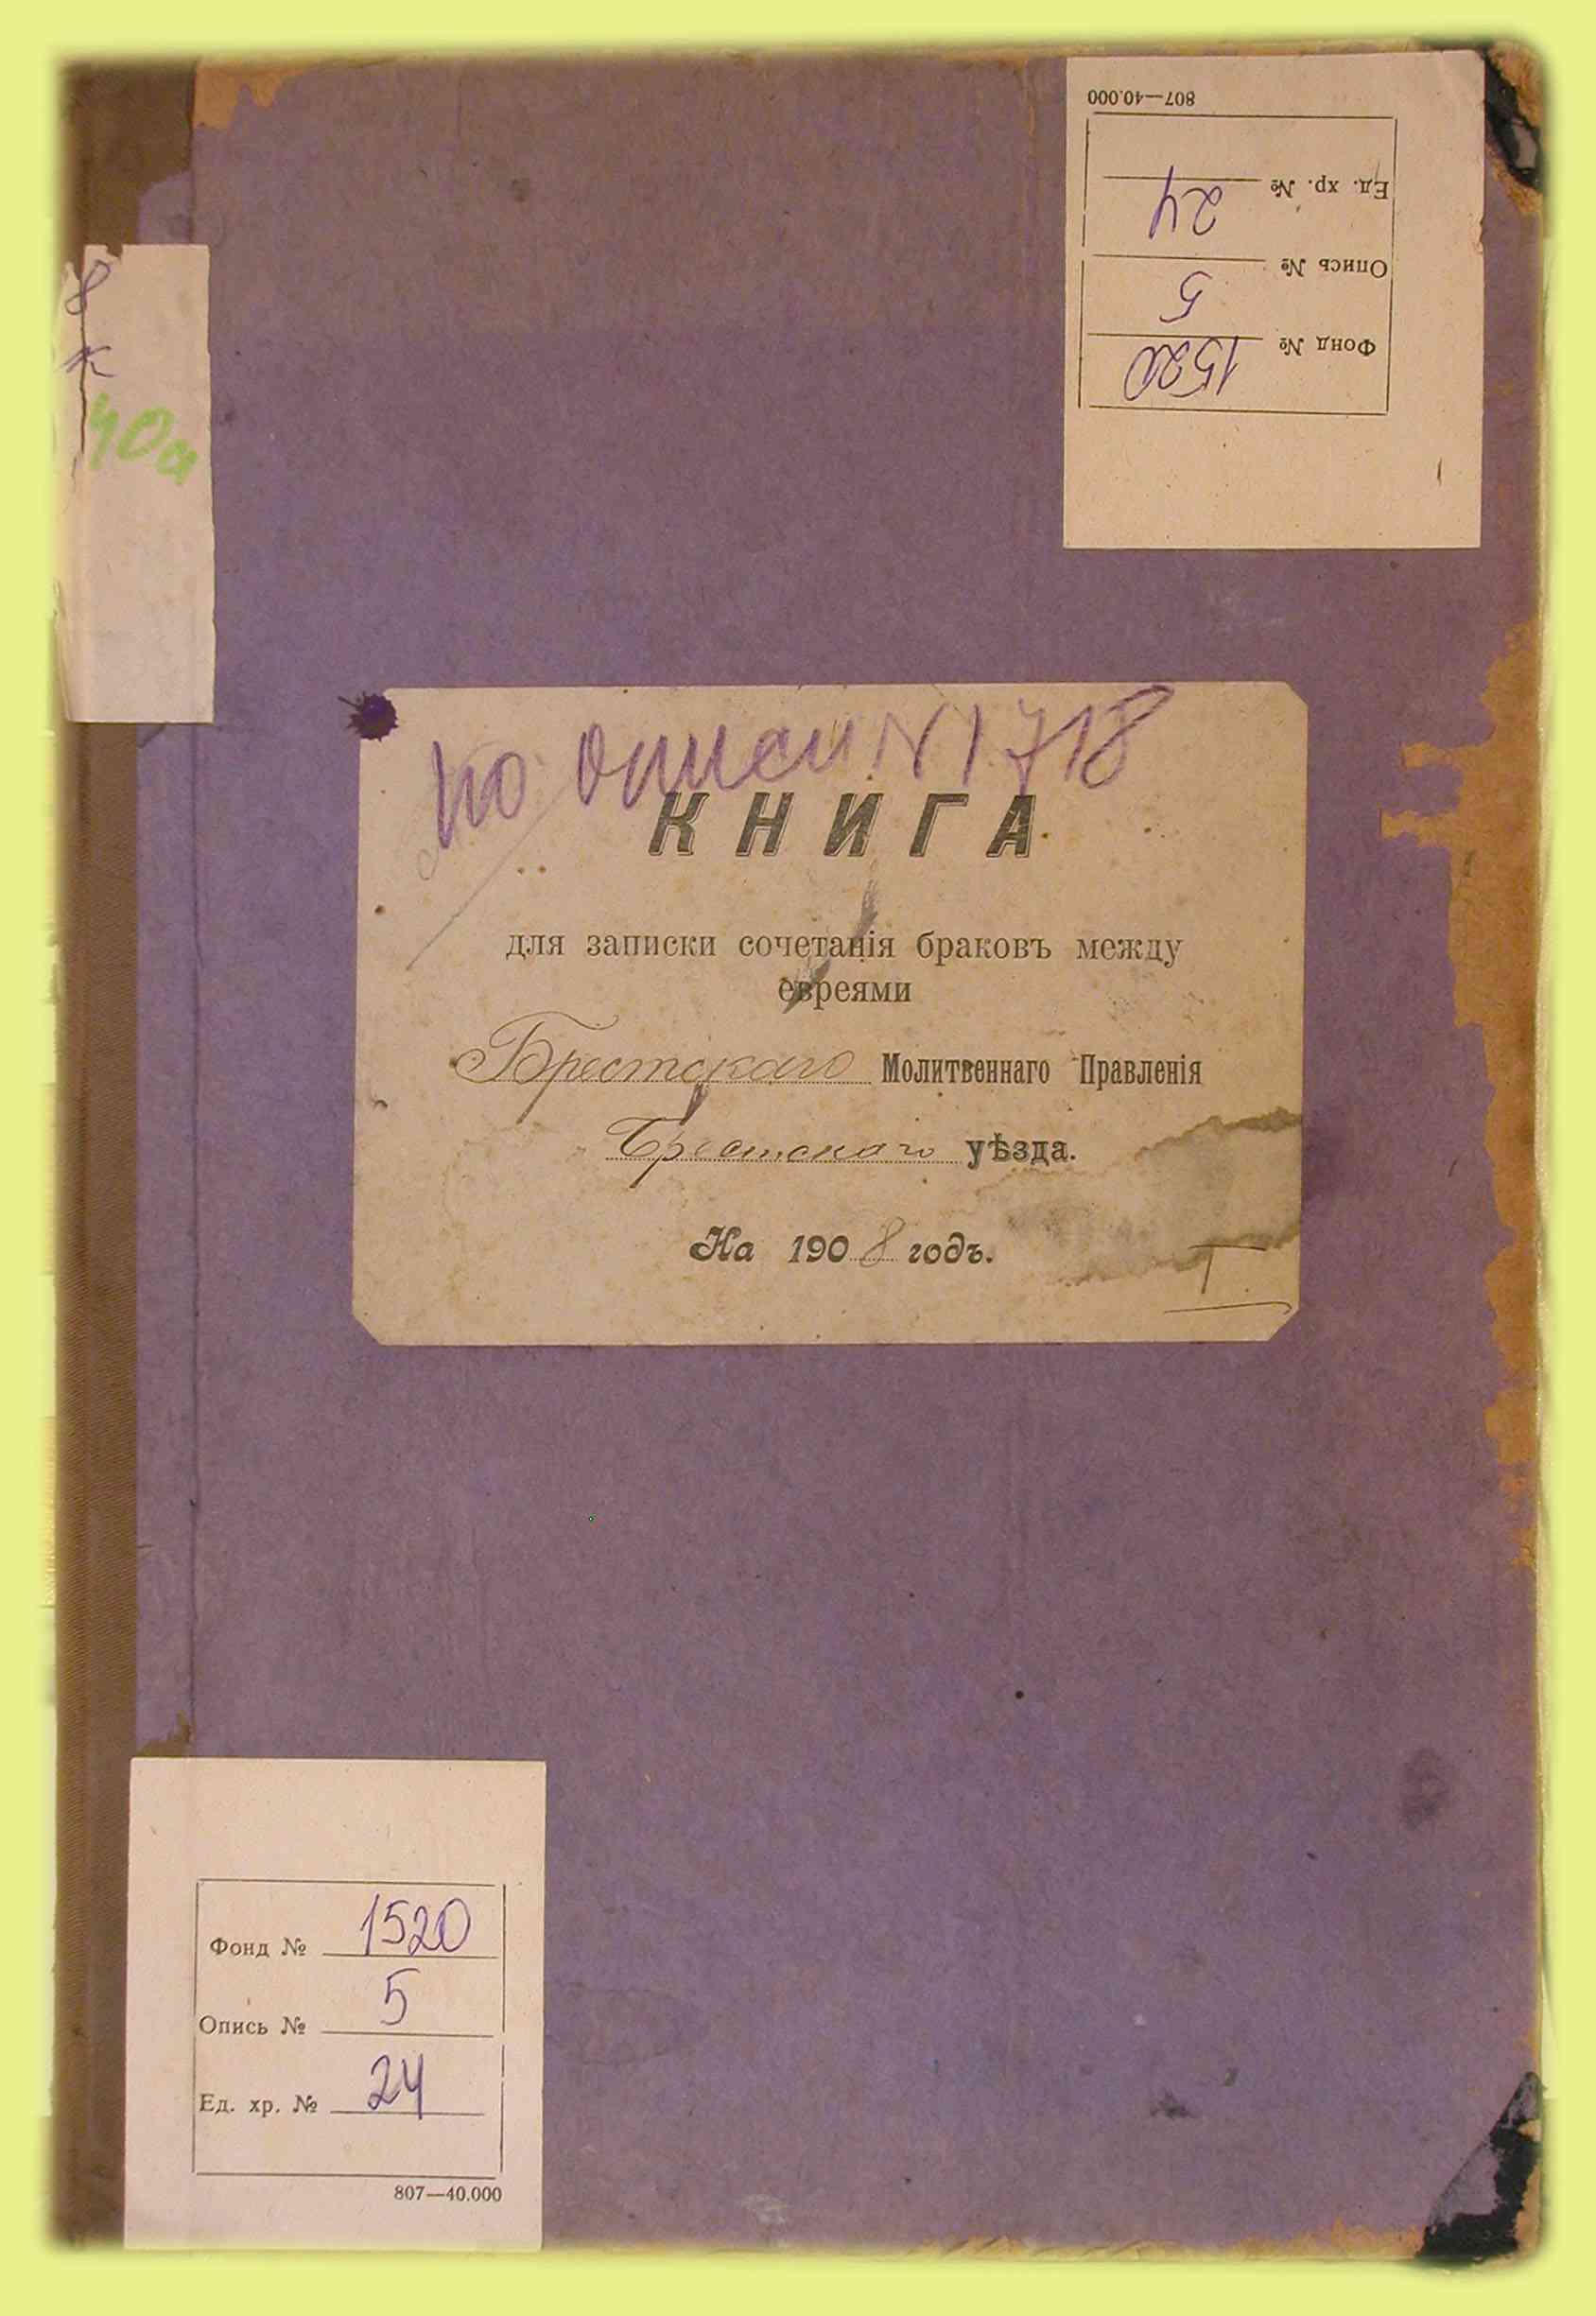 807—40.000
Ед. хр. № 24
Опись № 5
Фонд № 1520
40а
по описи № 1718
КНИГА
для записки сочетанія браковъ между
евреями
Брестскаго Молитвеннаго Правленія
Брестскаго уѣзда.
На 1908 годъ.
Фонд № 1520
Опись № 5
Ед. хр. № 24
807—40.000